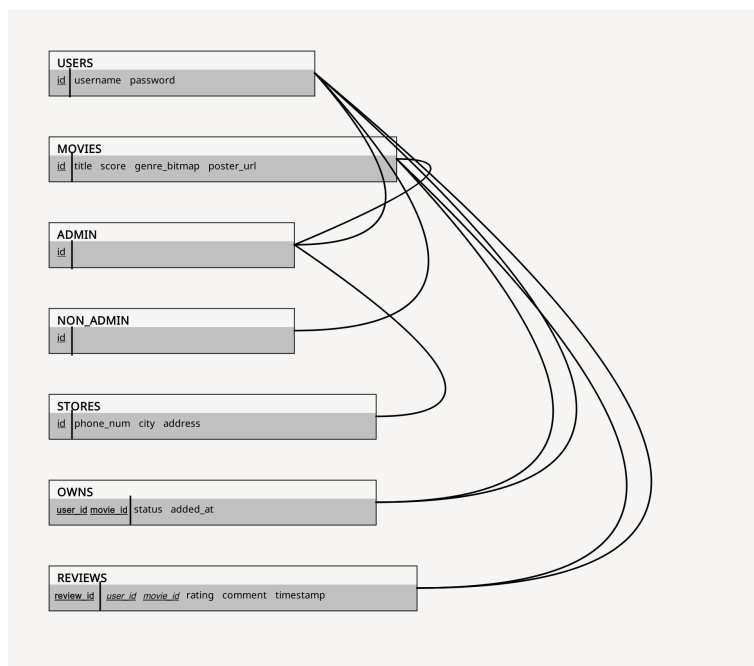 USERS
id username password
MOVIES
id title score genre_bitmap poster_url
ADMIN
id
NON_ADMIN
id
STORES
id phone_num city address
OWNS
user_id movie_id status added_at
REVIEWS
review_id user_id movie_id rating comment timestamp